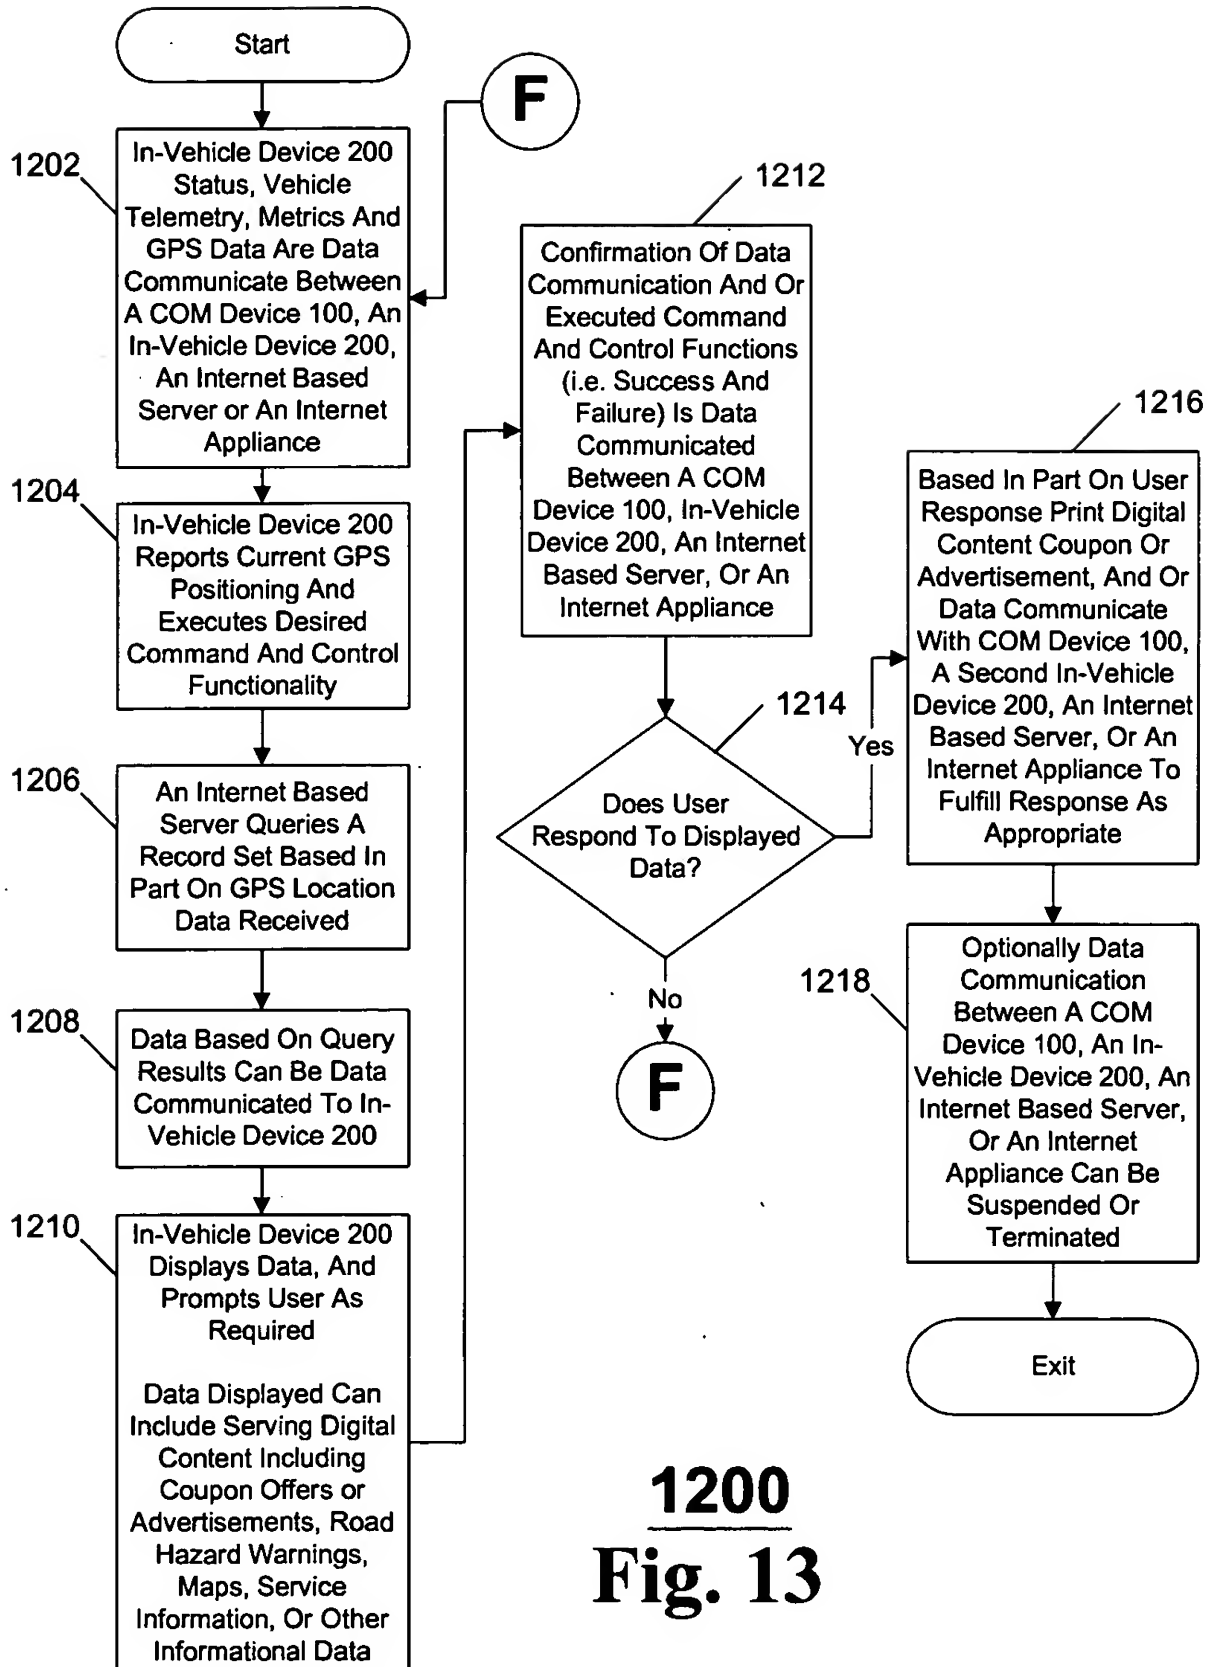 Start
F
1202
In-Vehicle Device 200
Status, Vehicle
Telemetry, Metrics And
GPS Data Are Data
Communicate Between
A COM Device 100, An
In-Vehicle Device 200,
An Internet Based
Server or An Internet
Appliance
1204
In-Vehicle Device 200
Reports Current GPS
Positioning And
Executes Desired
Command And Control
Functionality
1206
An Internet Based
Server Queries A
Record Set Based In
Part On GPS Location
Data Received
1208
Data Based On Query
Results Can Be Data
Communicated To In-
Vehicle Device 200
1210
In-Vehicle Device 200
Displays Data, And
Prompts User As
Required
Data Displayed Can
Include Serving Digital
Content Including
Coupon Offers or
Advertisements, Road
Hazard Warnings,
Maps, Service
Information, Or Other
Informational Data
1212
Confirmation Of Data
Communication And Or
Executed Command
And Control Functions
(i.e. Success And
Failure) Is Data
Communicated
Between A COM
Device 100, In-Vehicle
Device 200, An Internet
Based Server, Or An
Internet Appliance
1214
Does User
Respond To Displayed
Data?
Yes
No
F
1216
Based In Part On User
Response Print Digital
Content Coupon Or
Advertisement, And Or
Data Communicate
With COM Device 100,
A Second In-Vehicle
Device 200, An Internet
Based Server, Or An
Internet Appliance To
Fulfill Response As
Appropriate
1218
Optionally Data
Communication
Between A COM
Device 100, An In-
Vehicle Device 200, An
Internet Based Server,
Or An Internet
Appliance Can Be
Suspended Or
Terminated
Exit
1200
Fig. 13